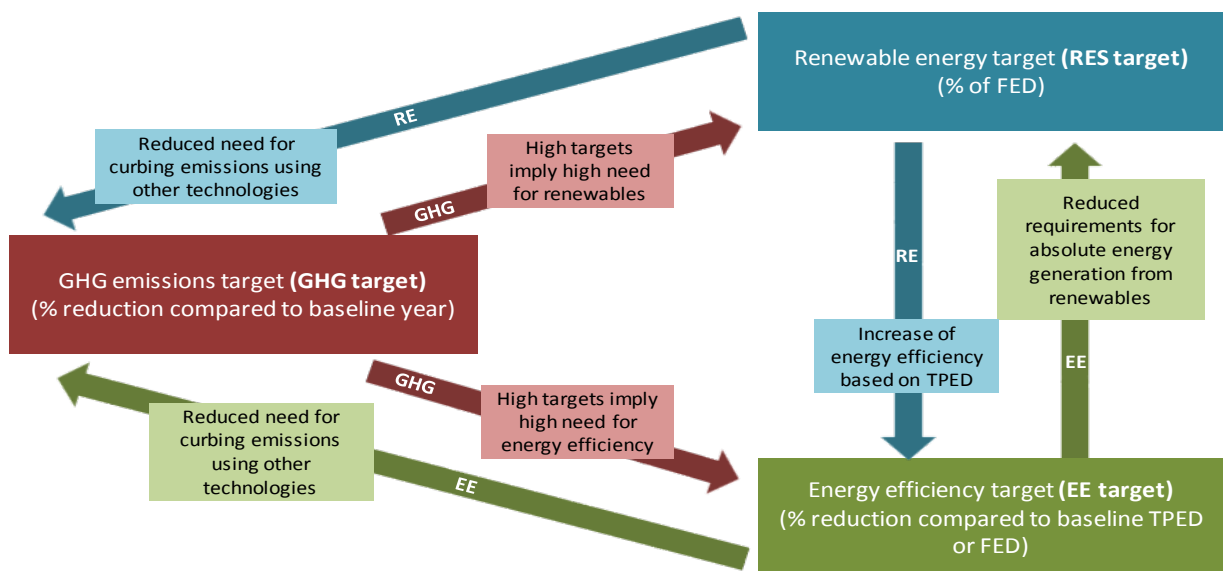 Renewable energy target (RES target)
(% of FED)
RE
Reduced need for
curbing emissions using
other technologies
High targets
imply high need
for renewables
GHG
GHG emissions target (GHG target)
(% reduction compared to baseline year)
RE
Reduced
requirements for
absolute energy
generation from
renewables
Increase of
energy efficiency
based on TPED
EE
GHG
High targets imply
high need for
energy efficiency
Reduced need for
curbing emissions
using other
technologies
EE
Energy efficiency target (EE target)
(% reduction compared to baseline TPED
or FED)